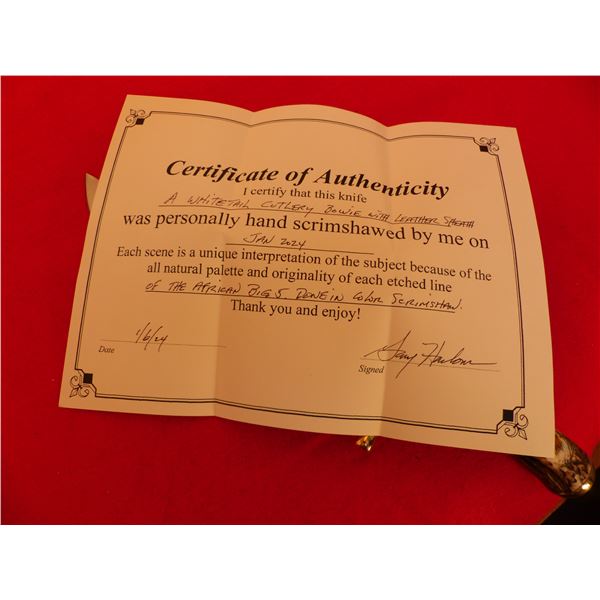 Certificate of Authenticity
I certify that this knife
A WHITETAIL CUTLERY BOWIE WITH LEATHER SHEATH
was personally hand scrimshawed by me on
JAN 2024
Each scene is a unique interpretation of the subject because of the
all natural palette and originality of each etched line
OF THE AFRICAN BIG 5. DONE IN COLOR SCRIMSHAW.
Thank you and enjoy!
1/6/24
Date
Signed